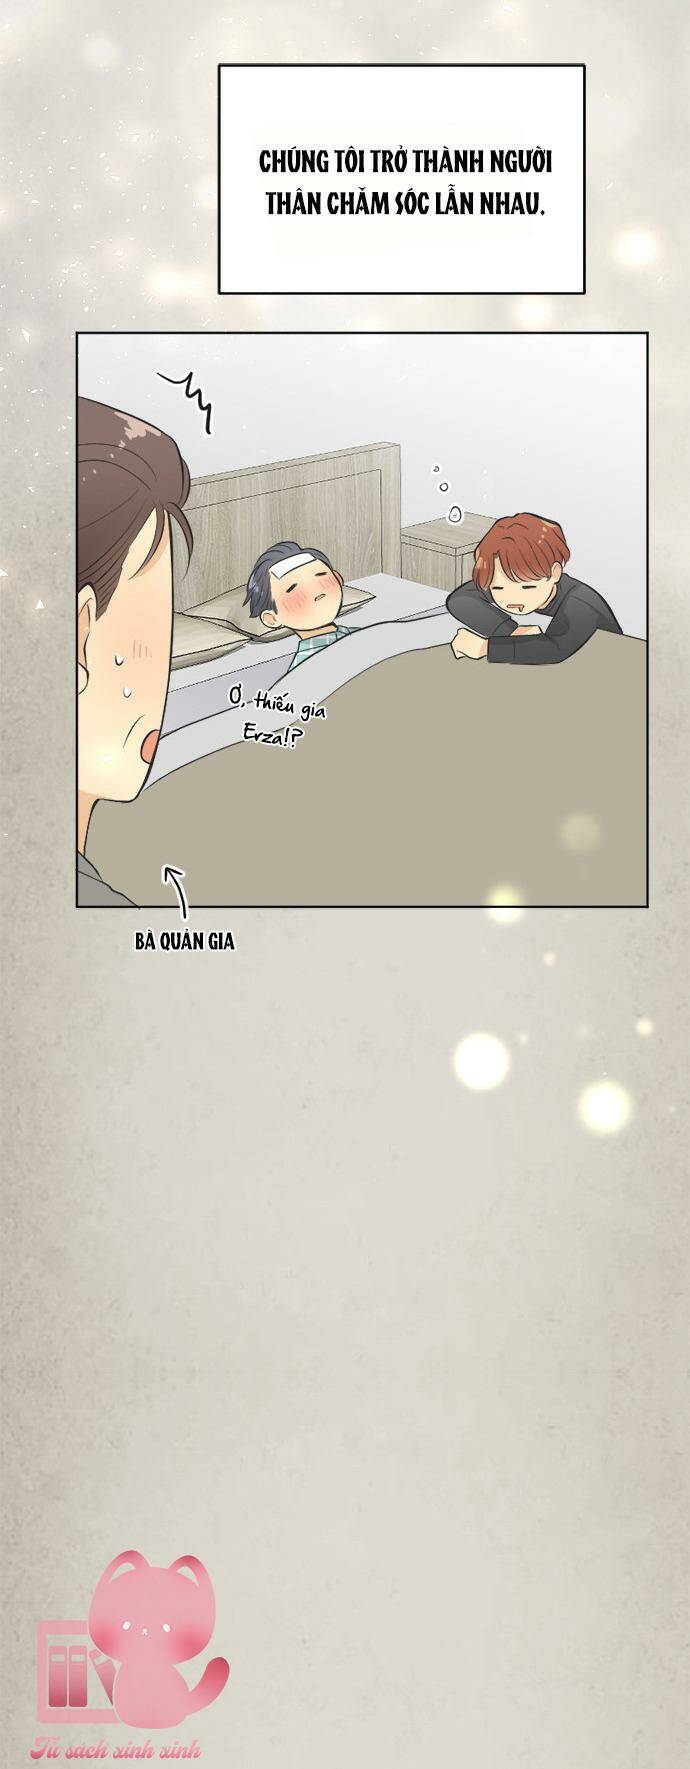 CHÚNG TÔI TRỞ THÀNH NGƯỜI
THÂN CHĂM SÓC LẪN NHAU.
Ơ, thiếu gia
Erza!?
BÀ QUẢN GIA
Tủ sách xinh xinh